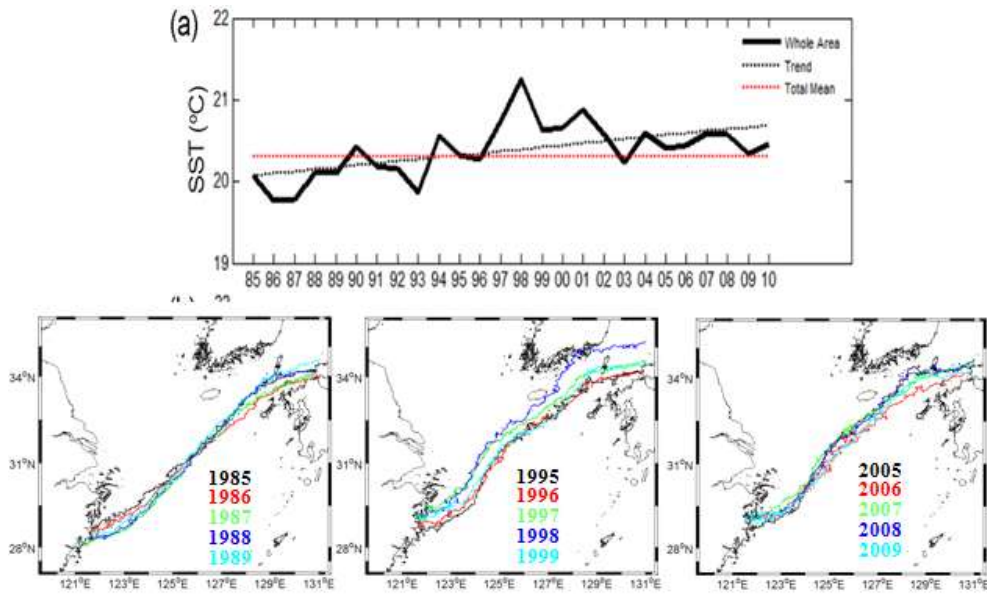 (a)
22
21
20
19
SST (°C)
Whole Area
Trend
Total Mean
85 86 87 88 89 90 91 92 93 94 95 96 97 98 99 00 01 02 03 04 05 06 07 08 09 10
34°N
31°N
28°N
121°E 123°E 125°E 127°E 129°E 131°E
1985
1986
1987
1988
1989
34°N
31°N
28°N
121°E 123°E 125°E 127°E 129°E 131°E
1995
1996
1997
1998
1999
34°N
31°N
28°N
121°E 123°E 125°E 127°E 129°E 131°E
2005
2006
2007
2008
2009